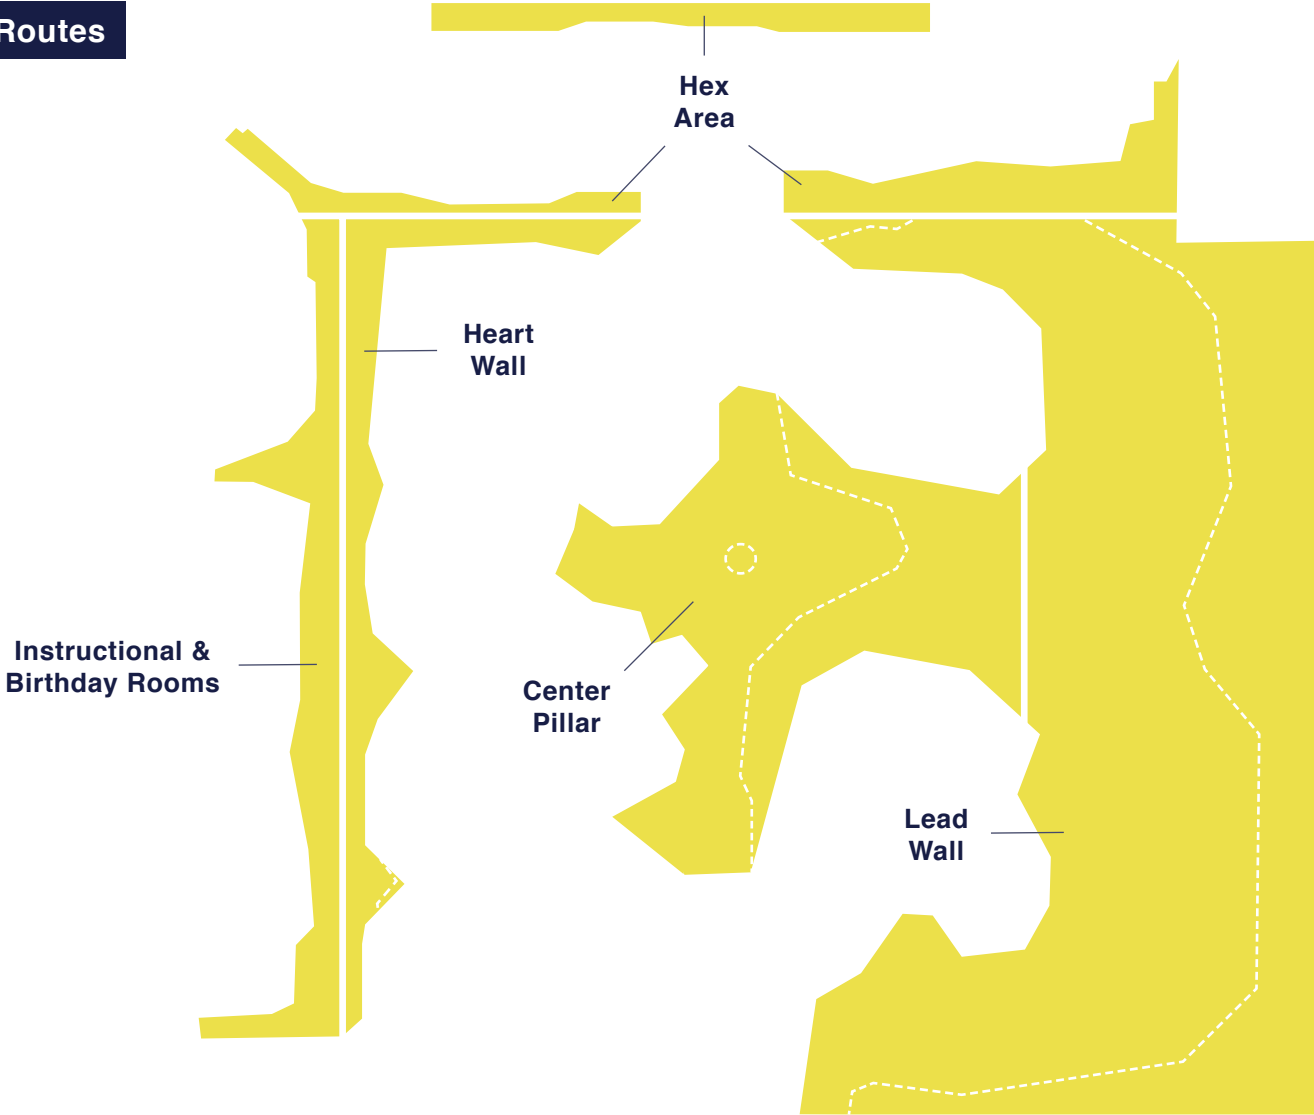 Routes
Hex
Area
Heart
Wall
Instructional &
Birthday Rooms
Center
Pillar
Lead
Wall